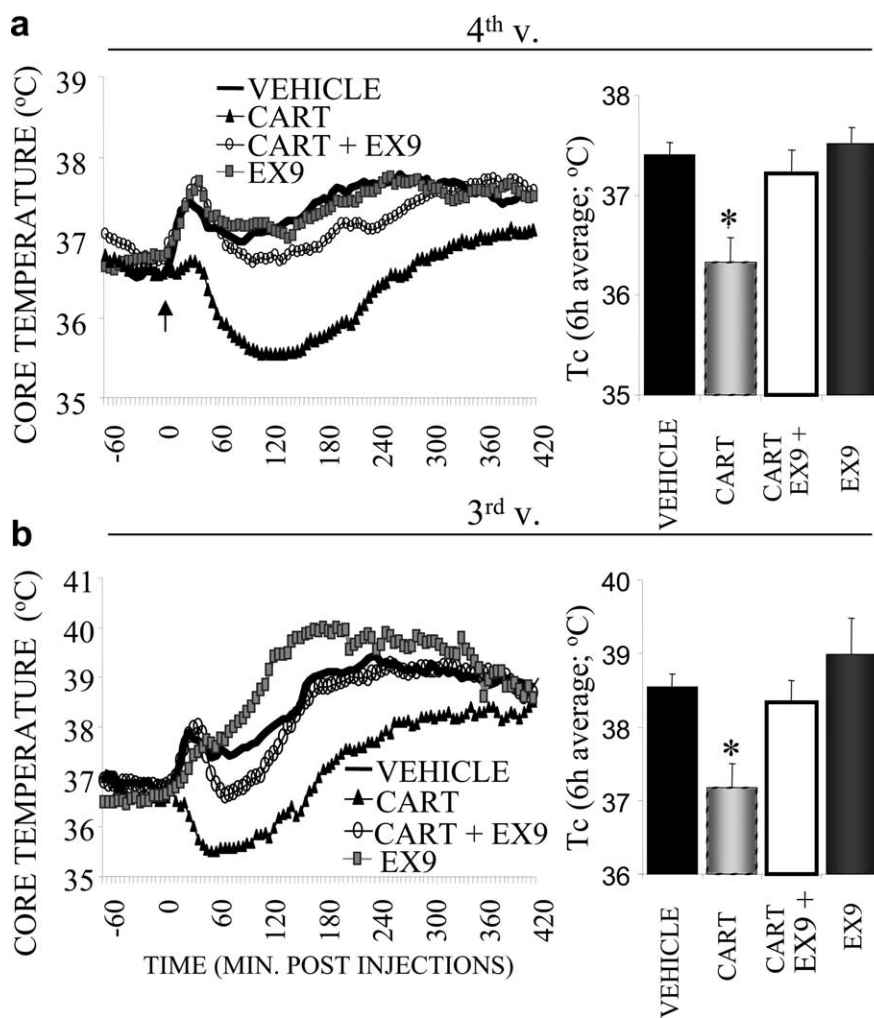 a
4th v.
CORE TEMPERATURE (°C)
39
38
37
36
35
VEHICLE
CART
CART + EX9
EX9
-60
0
60
120
180
240
300
360
420
Tc (6h average; °C)
38
37
36
35
*
VEHICLE
CART
CART
EX9 +
EX9
b
3rd v.
CORE TEMPERATURE (°C)
41
40
39
38
37
36
35
VEHICLE
CART
CART + EX9
EX9
-60
0
60
120
180
240
300
360
420
TIME (MIN. POST INJECTIONS)
Tc (6h average; °C)
40
39
38
37
36
*
VEHICLE
CART
CART
EX9 +
EX9